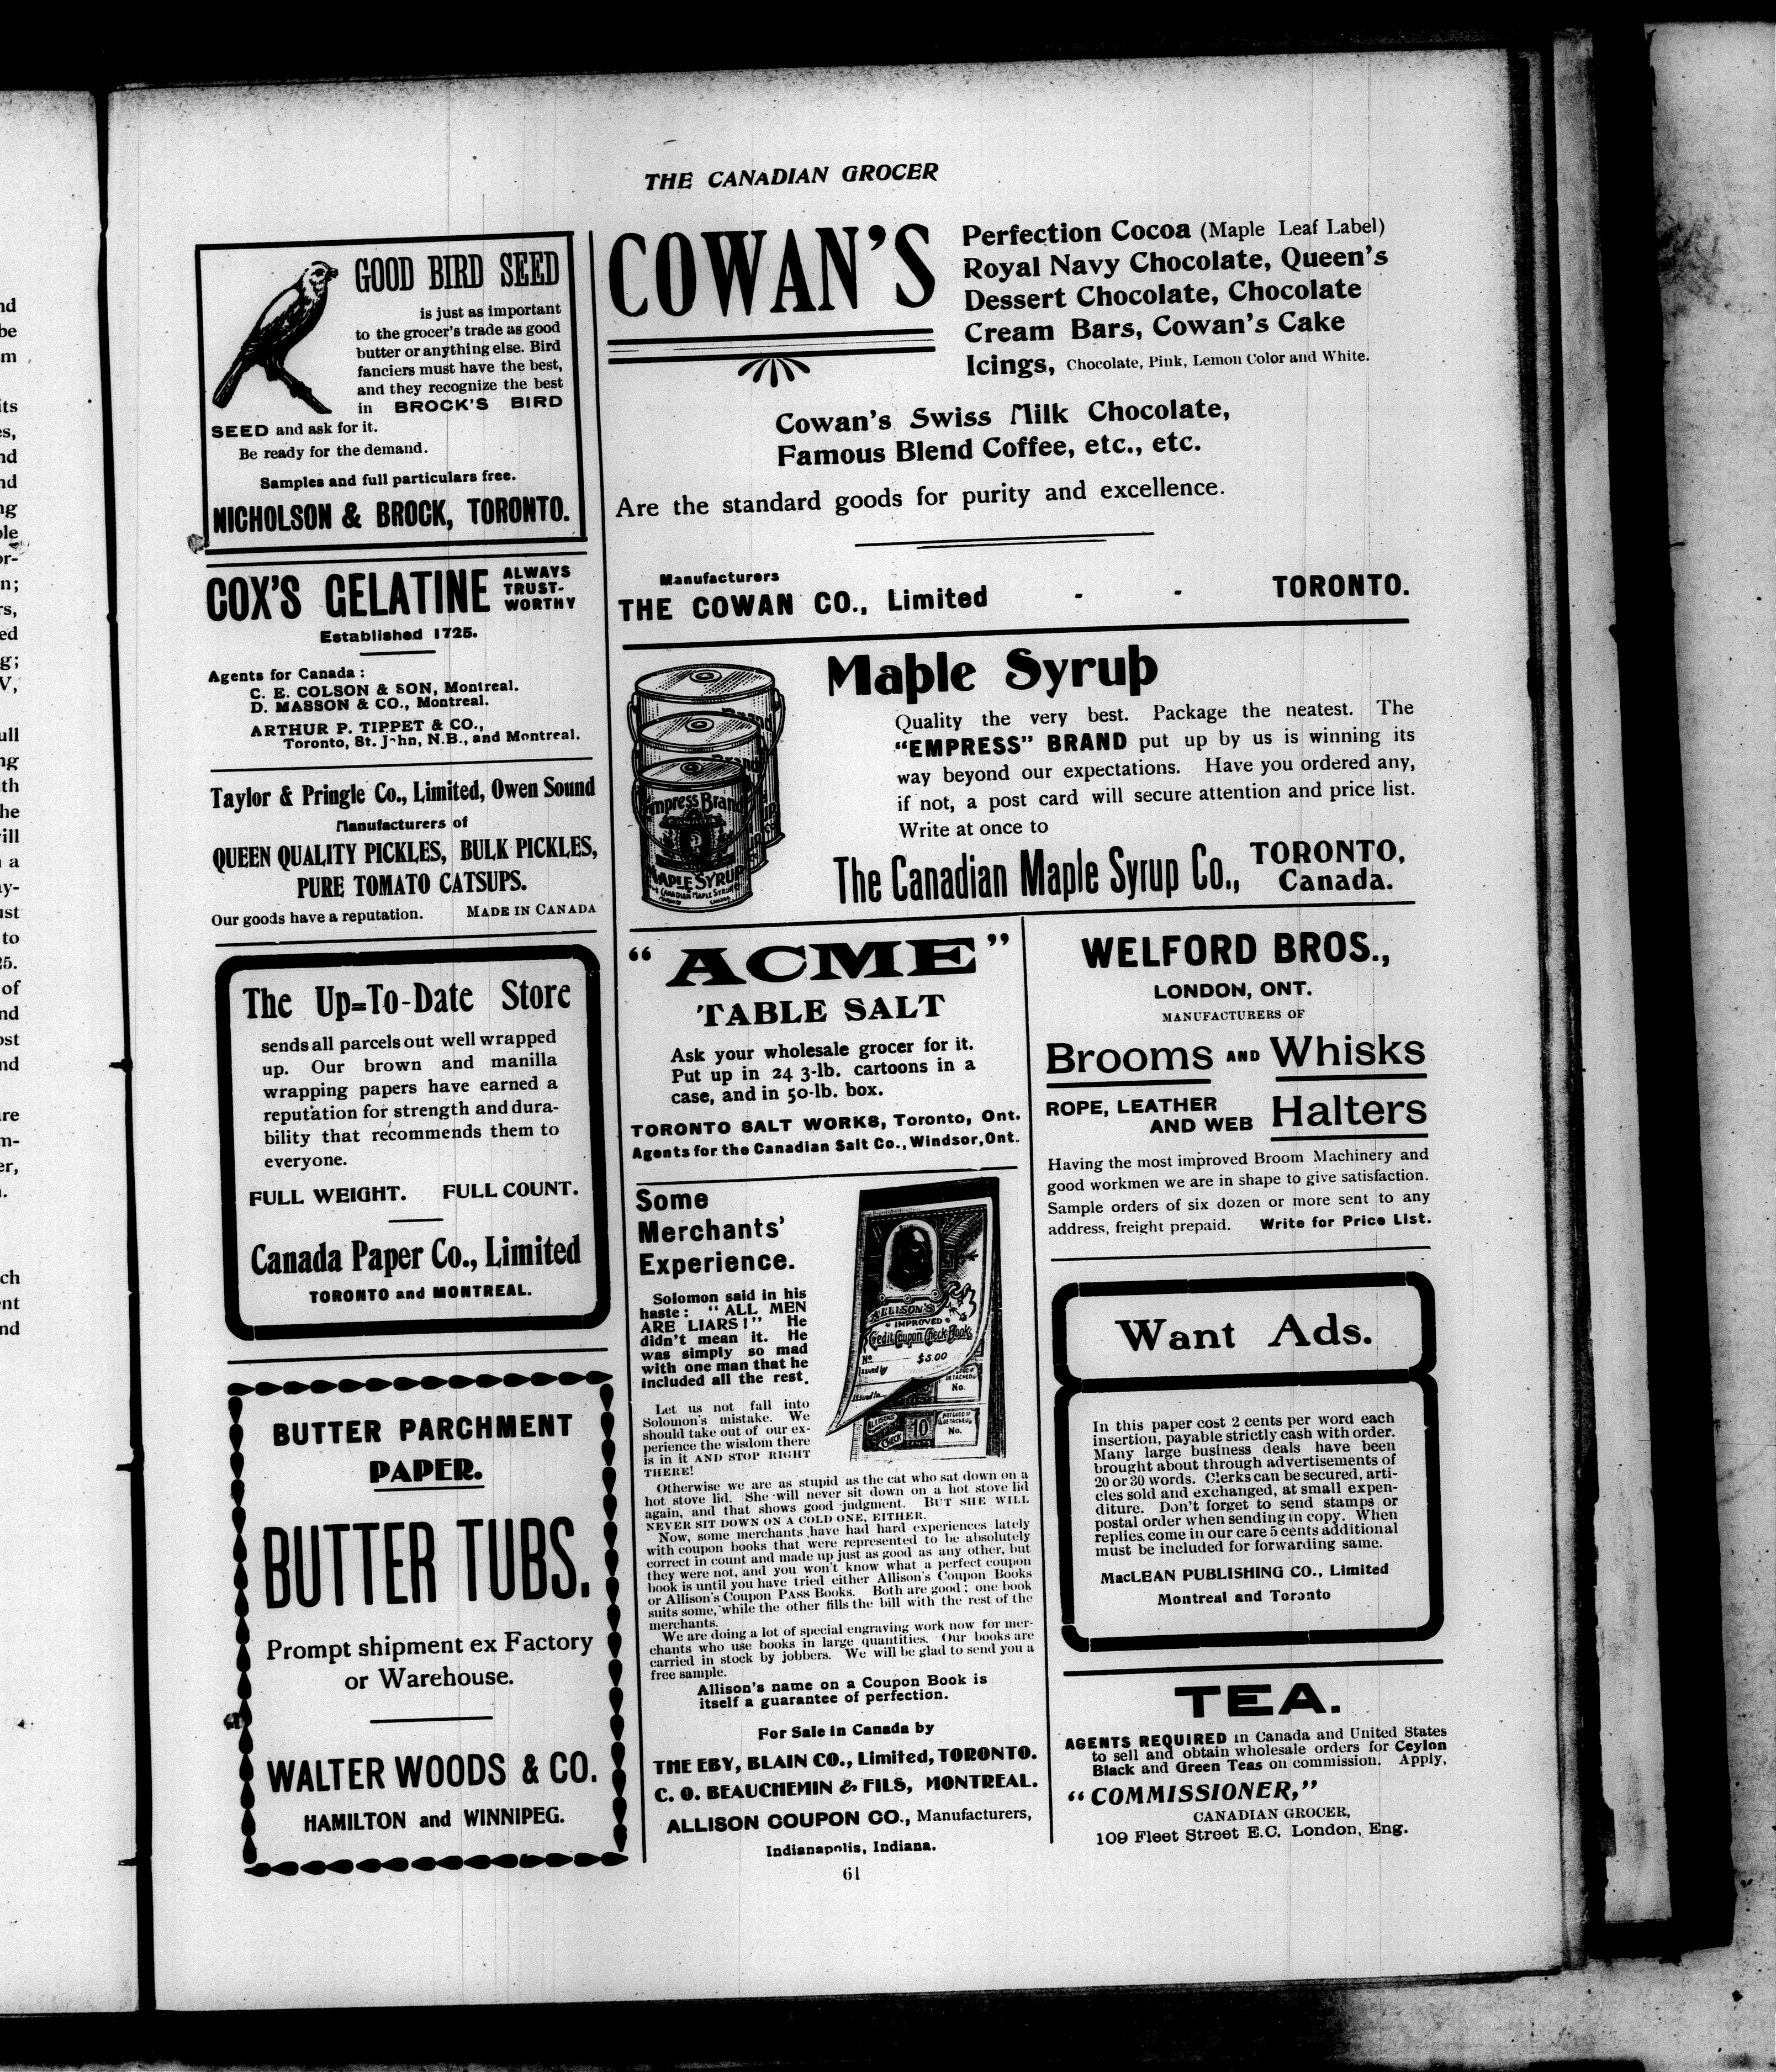 THE CANADIAN GROCER
GOOD BIRD SEED
is just as important
to the grocer's trade as good
butter or anything else. Bird
fanciers must have the best,
and they recognize the best
in BROCK'S BIRD
SEED and ask for it.
Be ready for the demand.
Samples and full particulars free.
NICHOLSON & BROCK, TORONTO.
COX'S GELATINE ALWAYS
TRUST-
WORTHY
Established 1725.
Agents for Canada :
C. E. COLSON & SON, Montreal.
D. MASSON & CO., Montreal.
ARTHUR P. TIPPET & CO.,
Toronto, St. John, N.B., and Montreal.
Taylor & Pringle Co., Limited, Owen Sound
Manufacturers of
QUEEN QUALITY PICKLES, BULK PICKLES,
PURE TOMATO CATSUPS.
Our goods have a reputation. MADE IN CANADA
The Up=To-Date Store
sends all parcels out well wrapped
up. Our brown and manilla
wrapping papers have earned a
reputation for strength and dura-
bility that recommends them to
everyone.
FULL WEIGHT. FULL COUNT.
Canada Paper Co., Limited
TORONTO and MONTREAL.
BUTTER PARCHMENT
PAPER.
BUTTER TUBS.
Prompt shipment ex Factory
or Warehouse.
WALTER WOODS & CO.
HAMILTON and WINNIPEG.
COWAN'S
Perfection Cocoa (Maple Leaf Label)
Royal Navy Chocolate, Queen's
Dessert Chocolate, Chocolate
Cream Bars, Cowan's Cake
Icings, Chocolate, Pink, Lemon Color and White.
Cowan's Swiss Milk Chocolate,
Famous Blend Coffee, etc., etc.
Are the standard goods for purity and excellence.
Manufacturers
THE COWAN CO., Limited - - TORONTO.
Maple Syrup
Quality the very best. Package the neatest. The
"EMPRESS" BRAND put up by us is winning its
way beyond our expectations. Have you ordered any,
if not, a post card will secure attention and price list.
Write at once to
The Canadian Maple Syrup Co., TORONTO,
Canada.
Empress Brand
MAPLE SYRUP
"ACME"
TABLE SALT
Ask your wholesale grocer for it.
Put up in 24 3-lb. cartoons in a
case, and in 50-lb. box.
TORONTO SALT WORKS, Toronto, Ont.
Agents for the Canadian Salt Co., Windsor, Ont.
Some
Merchants'
Experience.
Solomon said in his
haste: "ALL MEN
ARE LIARS!" He
didn't mean it. He
was simply so mad
with one man that he
included all the rest.
Let us not fall into
Solomon's mistake. We
should take out of our ex-
perience the wisdom there
is in it AND STOP RIGHT
THERE!
ALLISON'S
IMPROVED
Credit Coupon Check Book
No.
$5.00
Issued by
No.
10
No.
Otherwise we are as stupid as the cat who sat down on a
hot stove lid. She will never sit down on a hot stove lid
again, and that shows good judgment. BUT SHE WILL
NEVER SIT DOWN ON A COLD ONE, EITHER.
Now, some merchants have had hard experiences lately
with coupon books that were represented to be absolutely
correct in count and made up just as good as any other, but
they were not, and you won't know what a perfect coupon
book is until you have tried either Allison's Coupon Books
or Allison's Coupon PASS Books. Both are good; one book
suits some, while the other fills the bill with the rest of the
merchants.
We are doing a lot of special engraving work now for mer-
chants who use books in large quantities. Our books are
carried in stock by jobbers. We will be glad to send you a
free sample.
Allison's name on a Coupon Book is
itself a guarantee of perfection.
For Sale in Canada by
THE EBY, BLAIN CO., Limited, TORONTO.
C. O. BEAUCHEMIN & FILS, MONTREAL.
ALLISON COUPON CO., Manufacturers,
Indianapolis, Indiana.
WELFORD BROS.,
LONDON, ONT.
MANUFACTURERS OF
Brooms AND Whisks
ROPE, LEATHER
AND WEB Halters
Having the most improved Broom Machinery and
good workmen we are in shape to give satisfaction.
Sample orders of six dozen or more sent to any
address, freight prepaid. Write for Price List.
Want Ads.
In this paper cost 2 cents per word each
insertion, payable strictly cash with order.
Many large business deals have been
brought about through advertisements of
20 or 30 words. Clerks can be secured, arti-
cles sold and exchanged, at small expen-
diture. Don't forget to send stamps or
postal order when sending in copy. When
replies come in our care 5 cents additional
must be included for forwarding same.
MacLEAN PUBLISHING CO., Limited
Montreal and Toronto
TEA.
AGENTS REQUIRED in Canada and United States
to sell and obtain wholesale orders for Ceylon
Black and Green Teas on commission. Apply,
"COMMISSIONER,"
CANADIAN GROCER,
109 Fleet Street E.C. London, Eng.
61